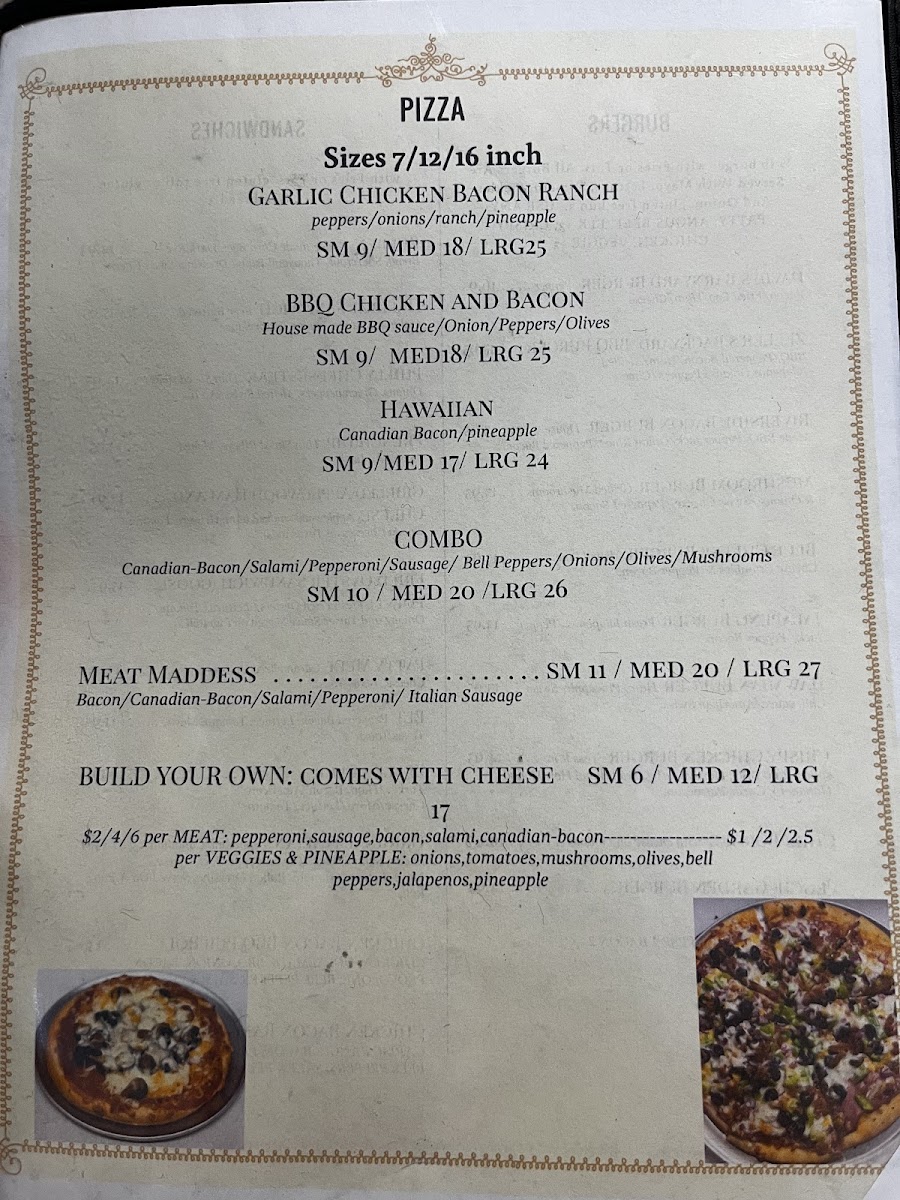 PIZZA
Sizes 7/12/16 inch
GARLIC CHICKEN BACON RANCH
peppers/onions/ranch/pineapple
SM 9/ MED 18/ LRG25
BBQ CHICKEN AND BACON
House made BBQ sauce/Onion/Peppers/Olives
SM 9/ MED18/ LRG 25
HAWAIIAN
Canadian Bacon/pineapple
SM 9/MED 17/ LRG 24
COMBO
Canadian-Bacon/Salami/Pepperoni/Sausage/ Bell Peppers/Onions/Olives/Mushrooms
SM 10 / MED 20 /LRG 26
MEAT MADDESS ...................... SM 11 / MED 20 / LRG 27
Bacon/Canadian-Bacon/Salami/Pepperoni/ Italian Sausage
BUILD YOUR OWN: COMES WITH CHEESE SM 6 / MED 12/ LRG
17
$2/4/6 per MEAT: pepperoni,sausage,bacon,salami,canadian-bacon------------------ $1 /2 /2.5
per VEGGIES & PINEAPPLE: onions,tomatoes,mushrooms,olives,bell
peppers,jalapenos,pineapple